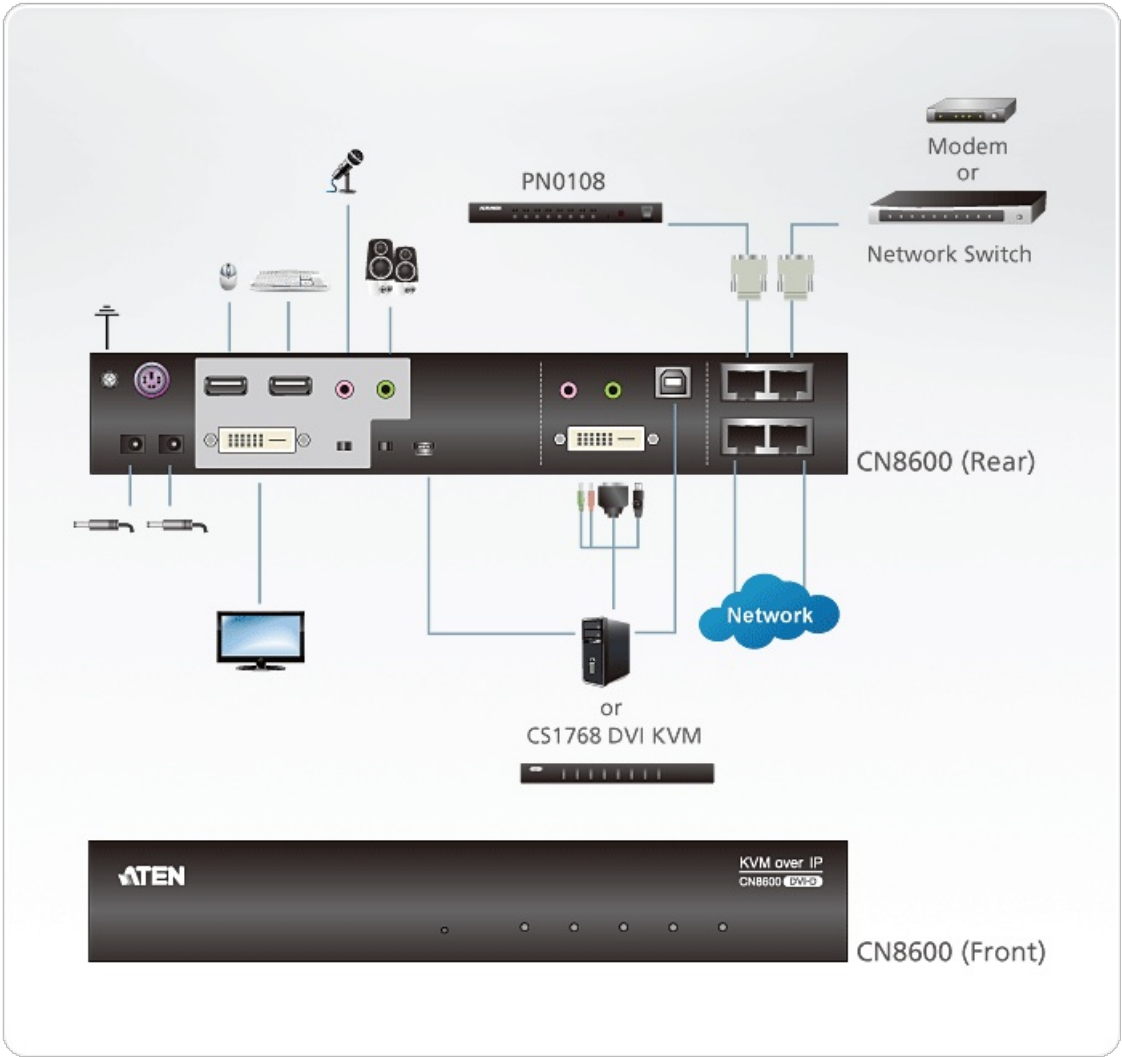 Modem
or
Network Switch
PN0108
CN8600 (Rear)
Network
or
CS1768 DVI KVM
ATEN
KVM over IP
CN8600 DVI-D
CN8600 (Front)